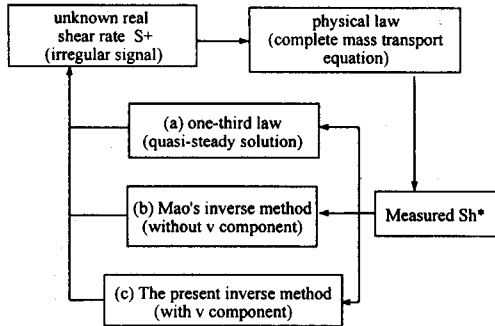 unknown real
shear rate S+
(irregular signal)
physical law
(complete mass transport
equation)
(a) one-third law
(quasi-steady solution)
(b) Mao's inverse method
(without v component)
Measured Sh*
(c) The present inverse method
(with v component)